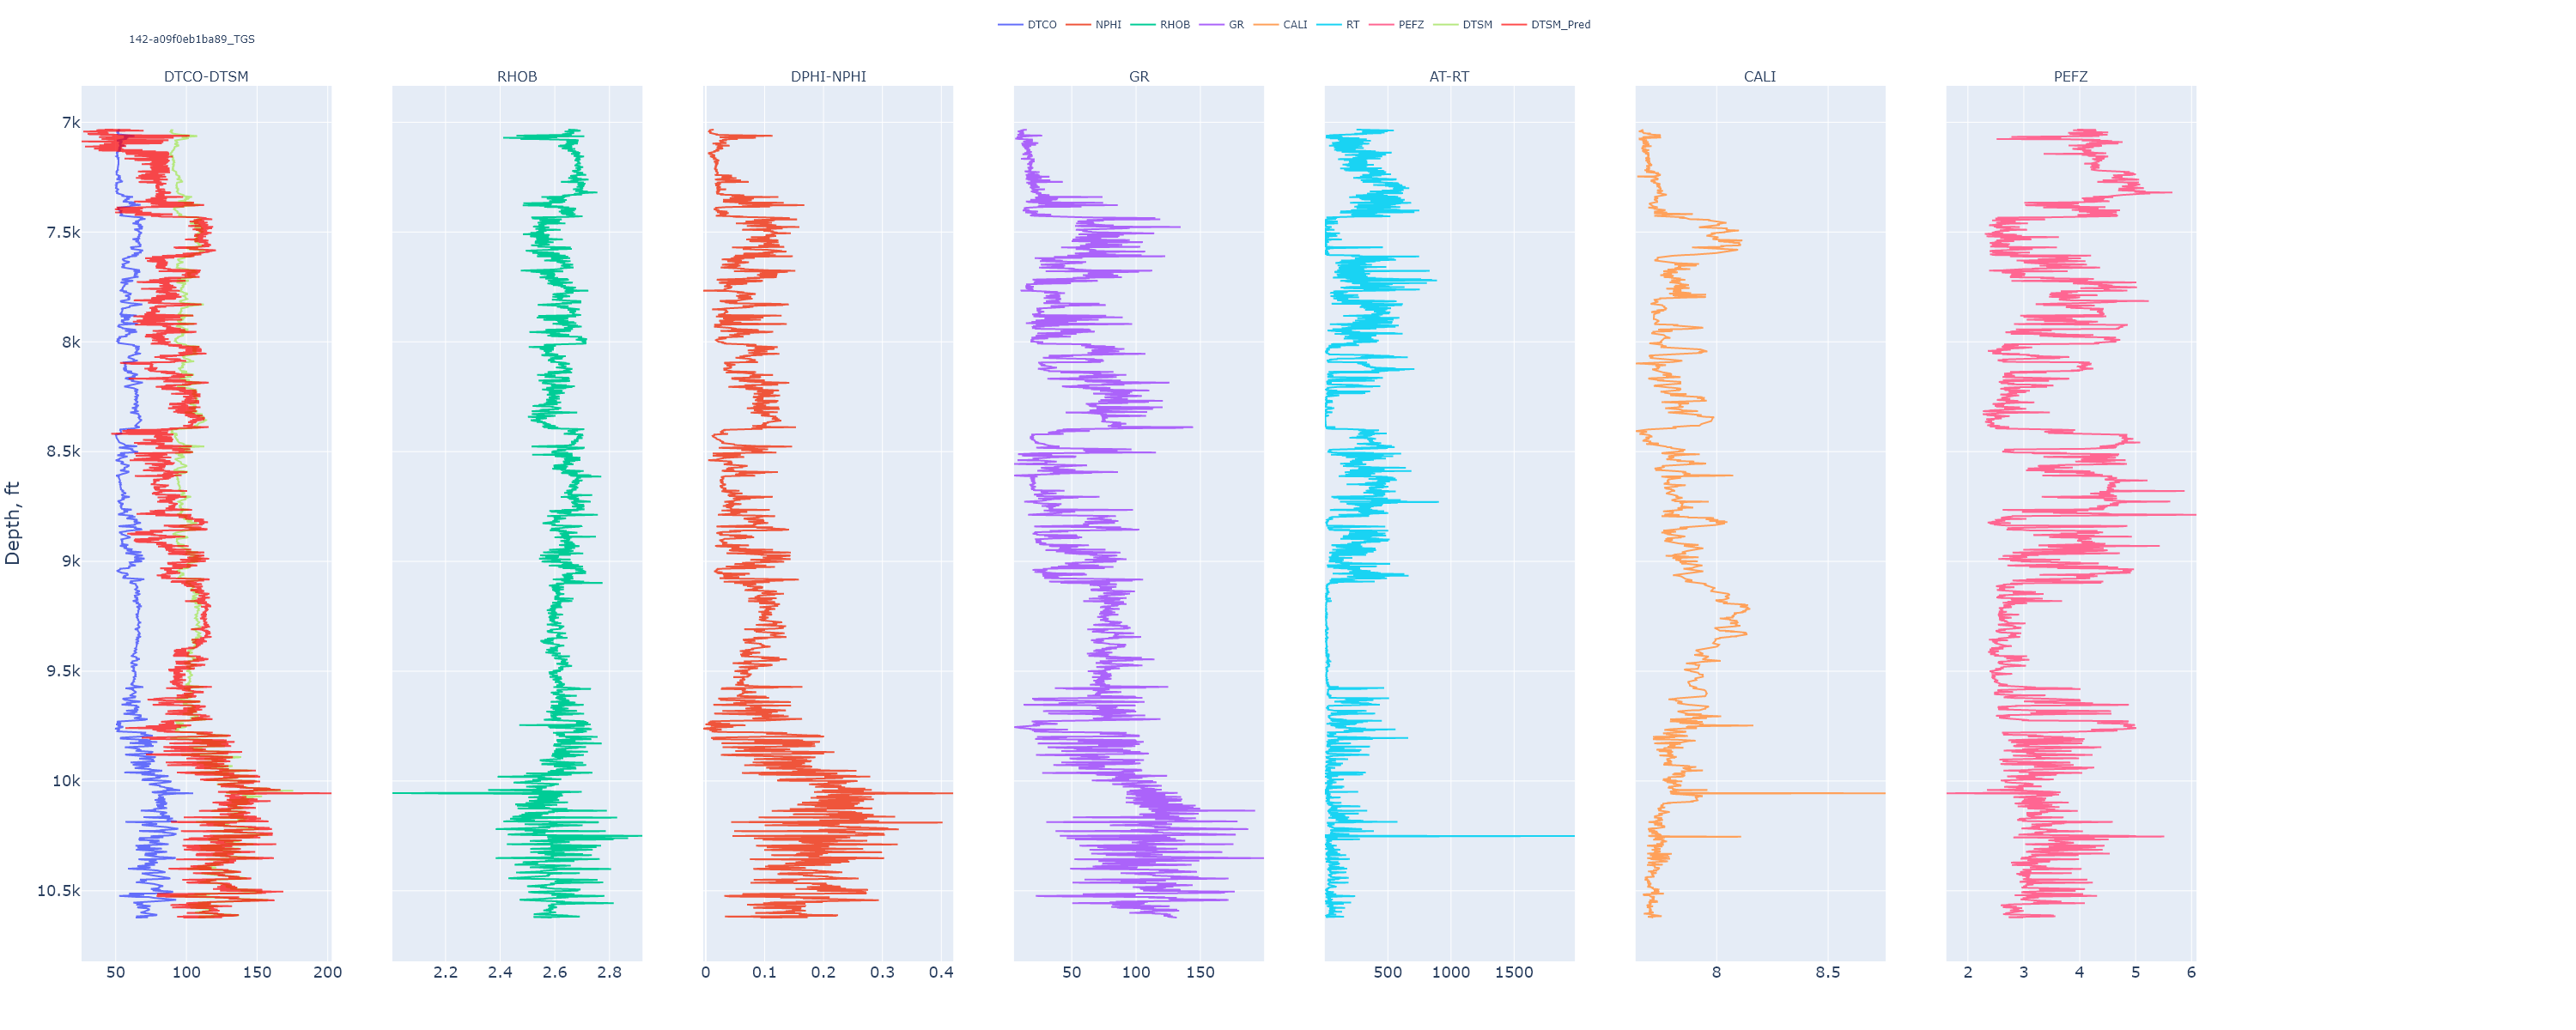 DTCO NPHI RHOB GR CALI RT PEFZ DTSM DTSM_Pred
142-a09f0eb1ba89_TGS
DTCO-DTSM RHOB DPHI-NPHI GR AT-RT CALI PEFZ
7k
7.5k
8k
8.5k
9k
9.5k
10k
10.5k
Depth, ft
50 100 150 200 2.2 2.4 2.6 2.8 0 0.1 0.2 0.3 0.4 50 100 150 500 1000 1500 8 8.5 2 3 4 5 6